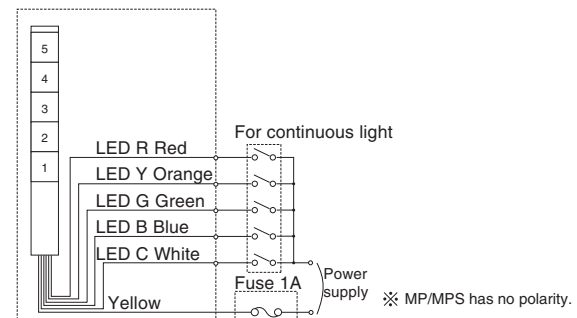 5
4
3
2
1
For continuous light
LED R Red
LED Y Orange
LED G Green
LED B Blue
LED C White
Yellow
Fuse 1A
Power
supply
※ MP/MPS has no polarity.